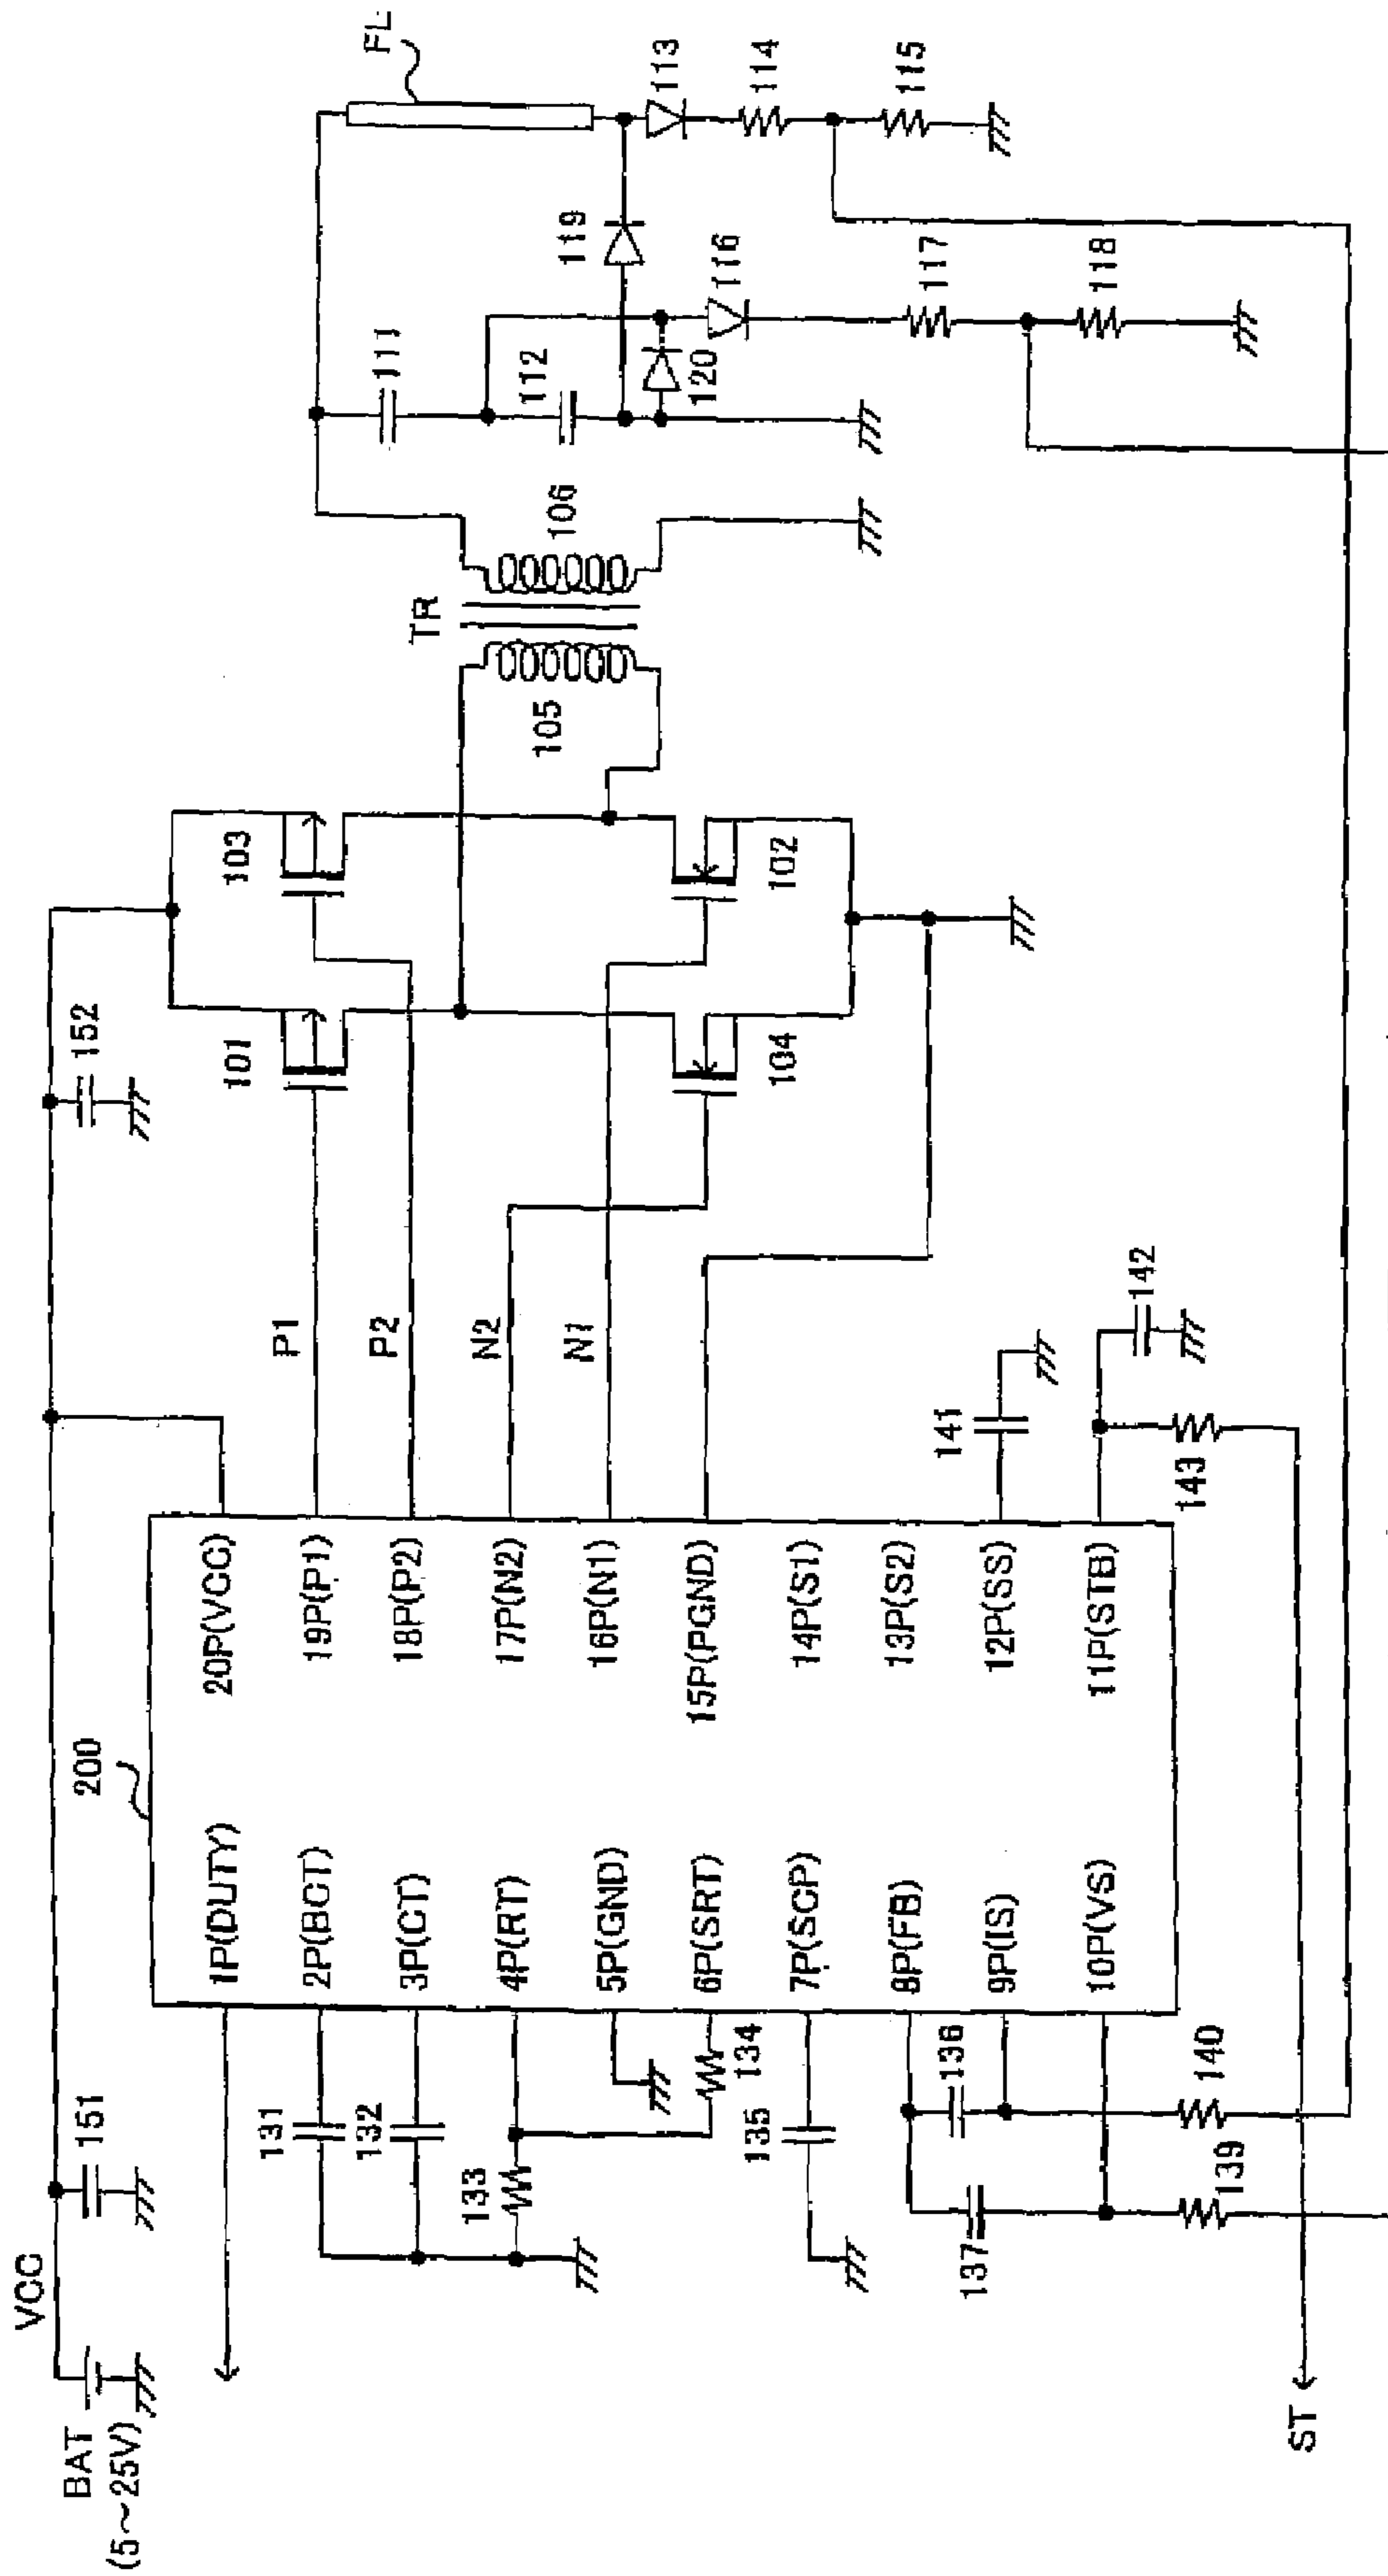 VCC
BAT
(5~25V)
151
152
200
1P(DUTY)
2P(BCT)
3P(CT)
4P(RT)
5P(GND)
6P(SRT)
7P(SCP)
8P(FB)
9P(IS)
10P(VS)
20P(VCC)
19P(P1)
18P(P2)
17P(N2)
16P(N1)
15P(PGND)
14P(S1)
13P(S2)
12P(SS)
11P(STB)
131
132
133
134
135
136
137
139
140
ST
P1
P2
N2
N1
141
142
143
101
103
104
102
105
TR
106
111
112
119
120
116
117
118
FL
113
114
115